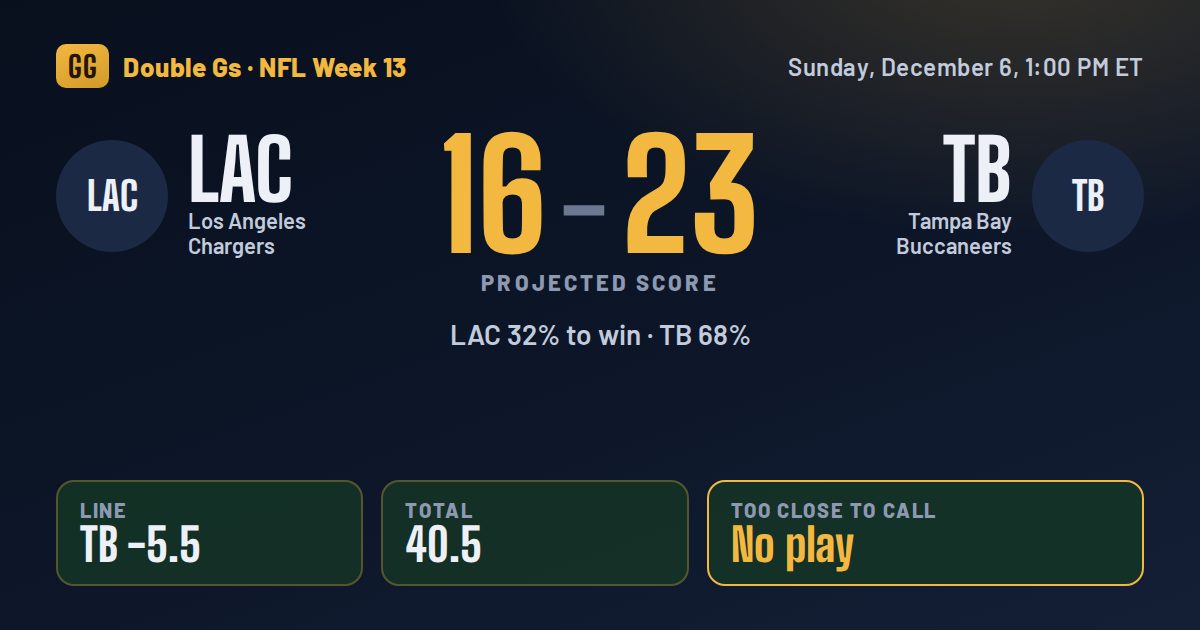 GG
Double Gs · NFL Week 13
Sunday, December 6, 1:00 PM ET
LAC
LAC
Los Angeles
Chargers
16 – 23
PROJECTED SCORE
LAC 32% to win · TB 68%
TB
Tampa Bay
Buccaneers
TB
LINE
TB −5.5
TOTAL
40.5
TOO CLOSE TO CALL
No play